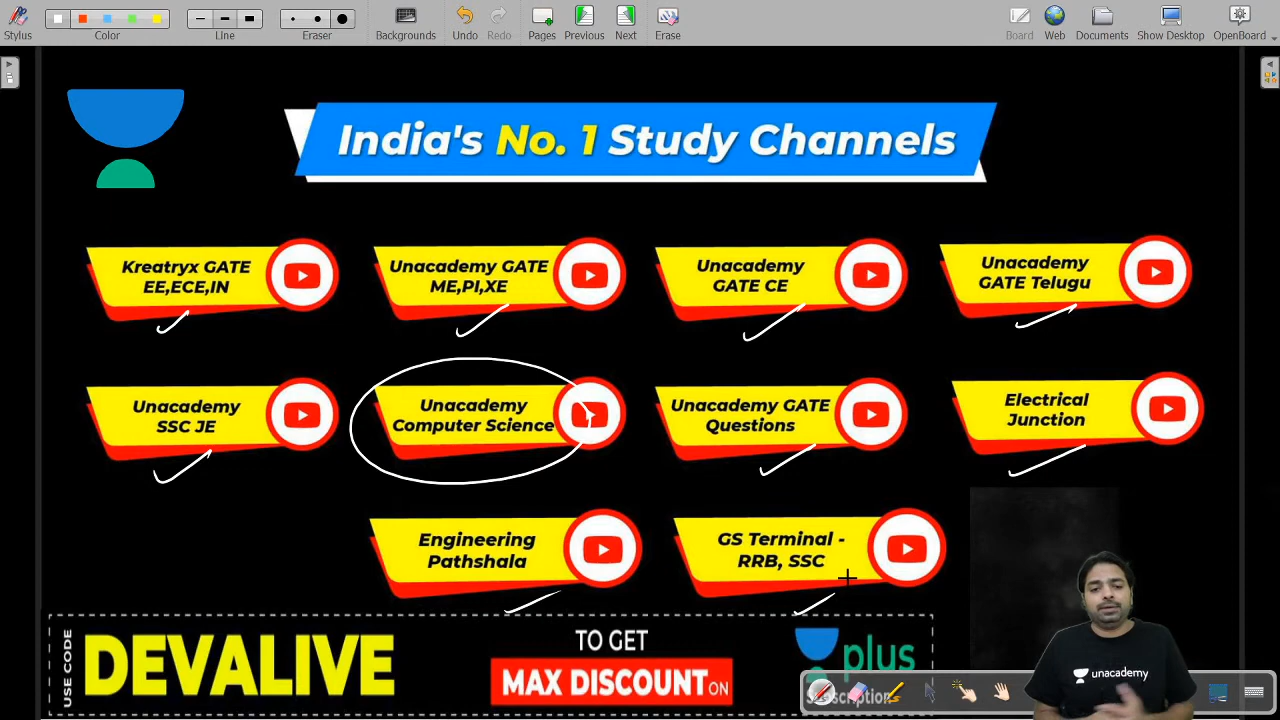 Stylus
Color
Line
Eraser
Backgrounds
Undo
Redo
Pages
Previous
Next
Erase
Board
Web
Documents
Show Desktop
OpenBoard
India's No. 1 Study Channels
Kreatryx GATE
EE,ECE,IN
Unacademy GATE
ME,PI,XE
Unacademy
GATE CE
Unacademy
GATE Telugu
Unacademy
SSC JE
Unacademy
Computer Science
Unacademy GATE
Questions
Electrical
Junction
Engineering
Pathshala
GS Terminal -
RRB, SSC
USE CODE
DEVALIVE
TO GET
MAX DISCOUNT ON
plus
Subscription
unacademy